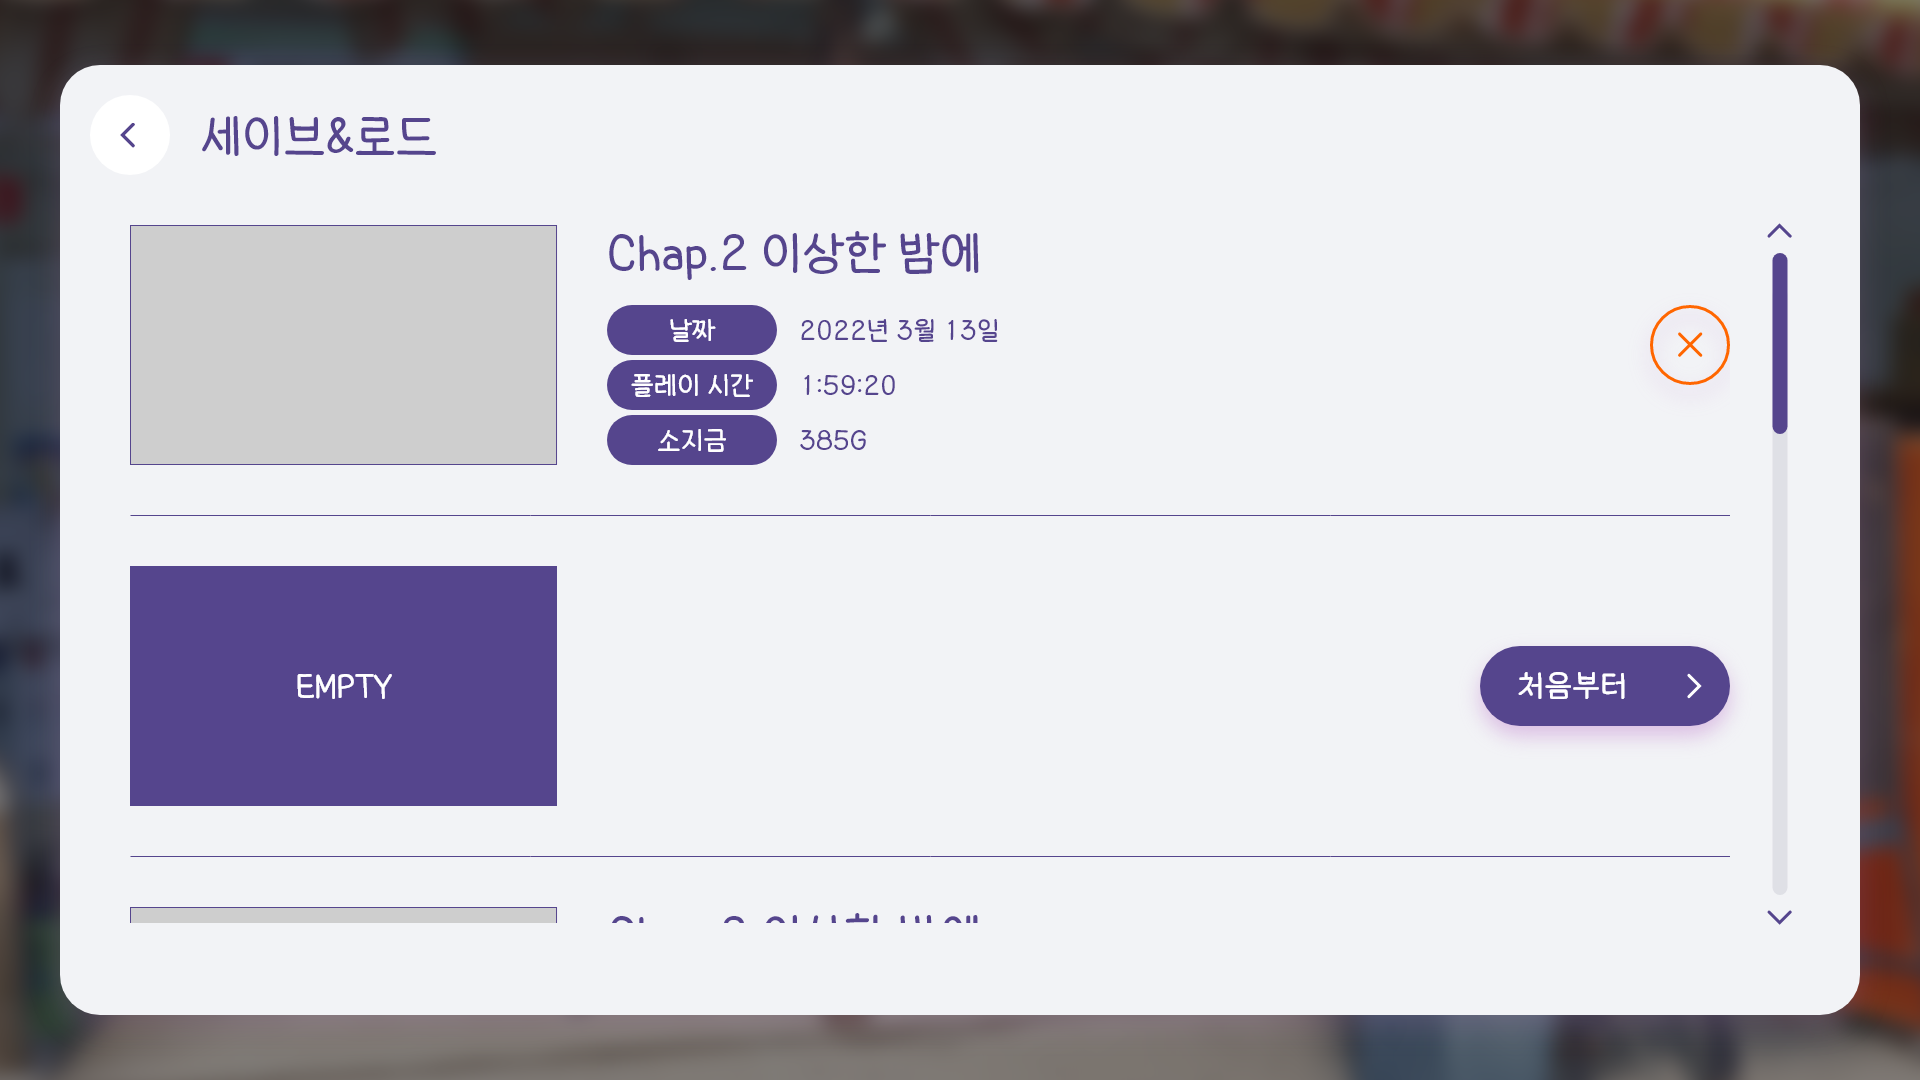 세이브&로드
Chap.2 이상한 밤에
날짜 2022년 3월 13일
플레이 시간 1:59:20
소지금 385G
EMPTY
처음부터